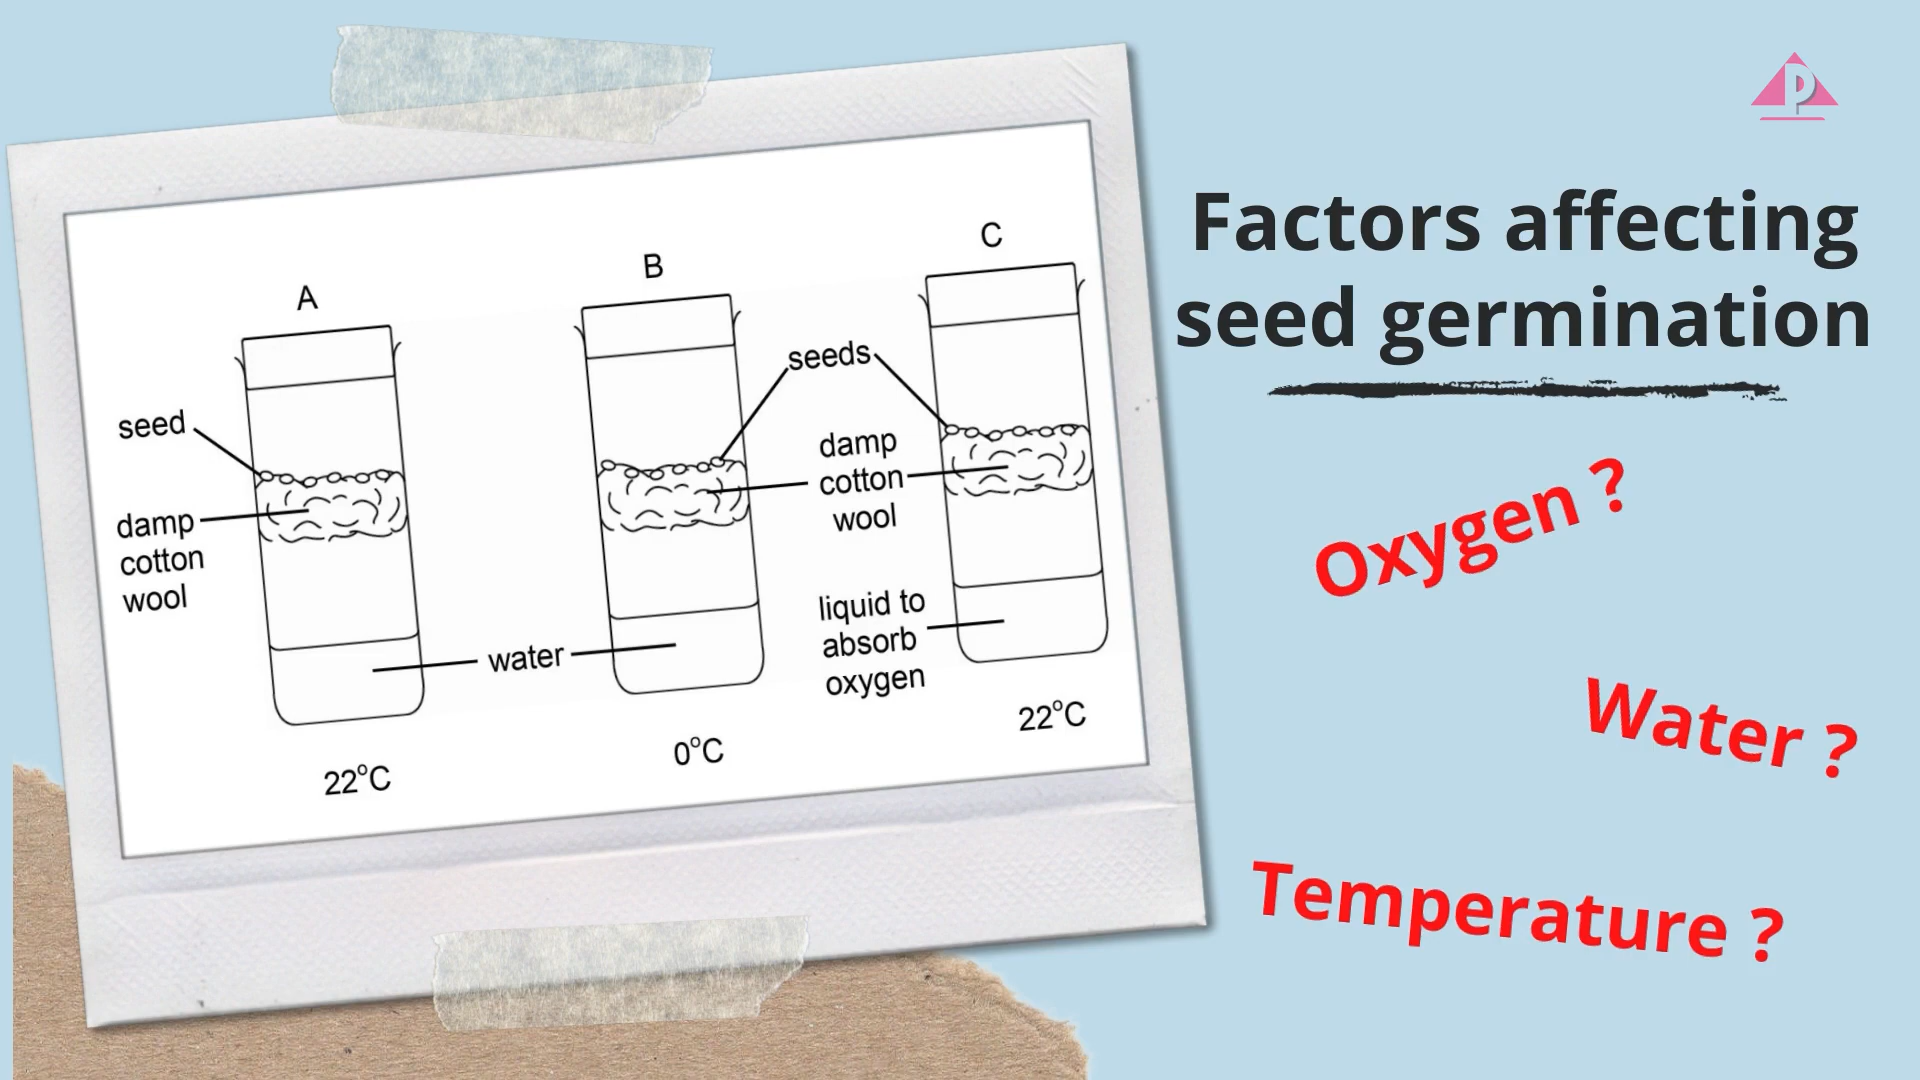 A
B
C
seed
seeds
damp
cotton
wool
damp
cotton
wool
water
liquid to
absorb
oxygen
22°C
0°C
22°C
P
Factors affecting
seed germination
Oxygen ?
Water ?
Temperature ?